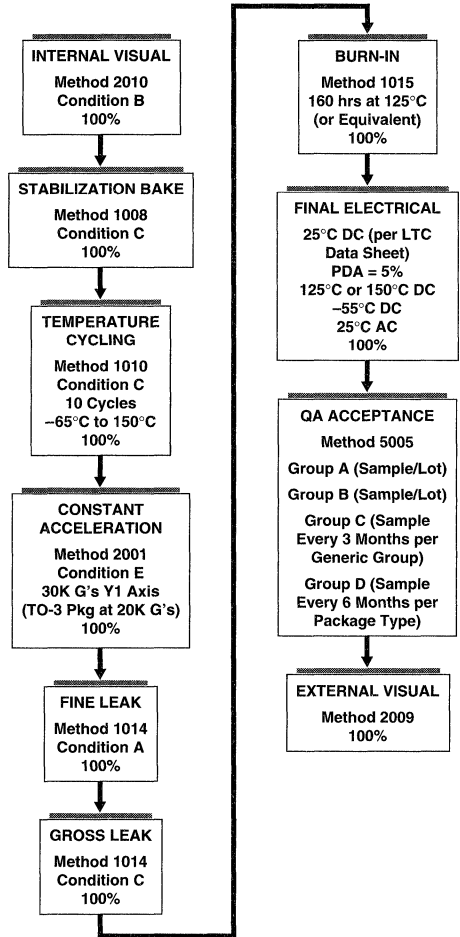 INTERNAL VISUAL
Method 2010
Condition B
100%
STABILIZATION BAKE
Method 1008
Condition C
100%
TEMPERATURE
CYCLING
Method 1010
Condition C
10 Cycles
–65°C to 150°C
100%
CONSTANT
ACCELERATION
Method 2001
Condition E
30K G's Y1 Axis
(TO-3 Pkg at 20K G's)
100%
FINE LEAK
Method 1014
Condition A
100%
GROSS LEAK
Method 1014
Condition C
100%
BURN-IN
Method 1015
160 hrs at 125°C
(or Equivalent)
100%
FINAL ELECTRICAL
25°C DC (per LTC
Data Sheet)
PDA = 5%
125°C or 150°C DC
–55°C DC
25°C AC
100%
QA ACCEPTANCE
Method 5005
Group A (Sample/Lot)
Group B (Sample/Lot)
Group C (Sample
Every 3 Months per
Generic Group)
Group D (Sample
Every 6 Months per
Package Type)
EXTERNAL VISUAL
Method 2009
100%